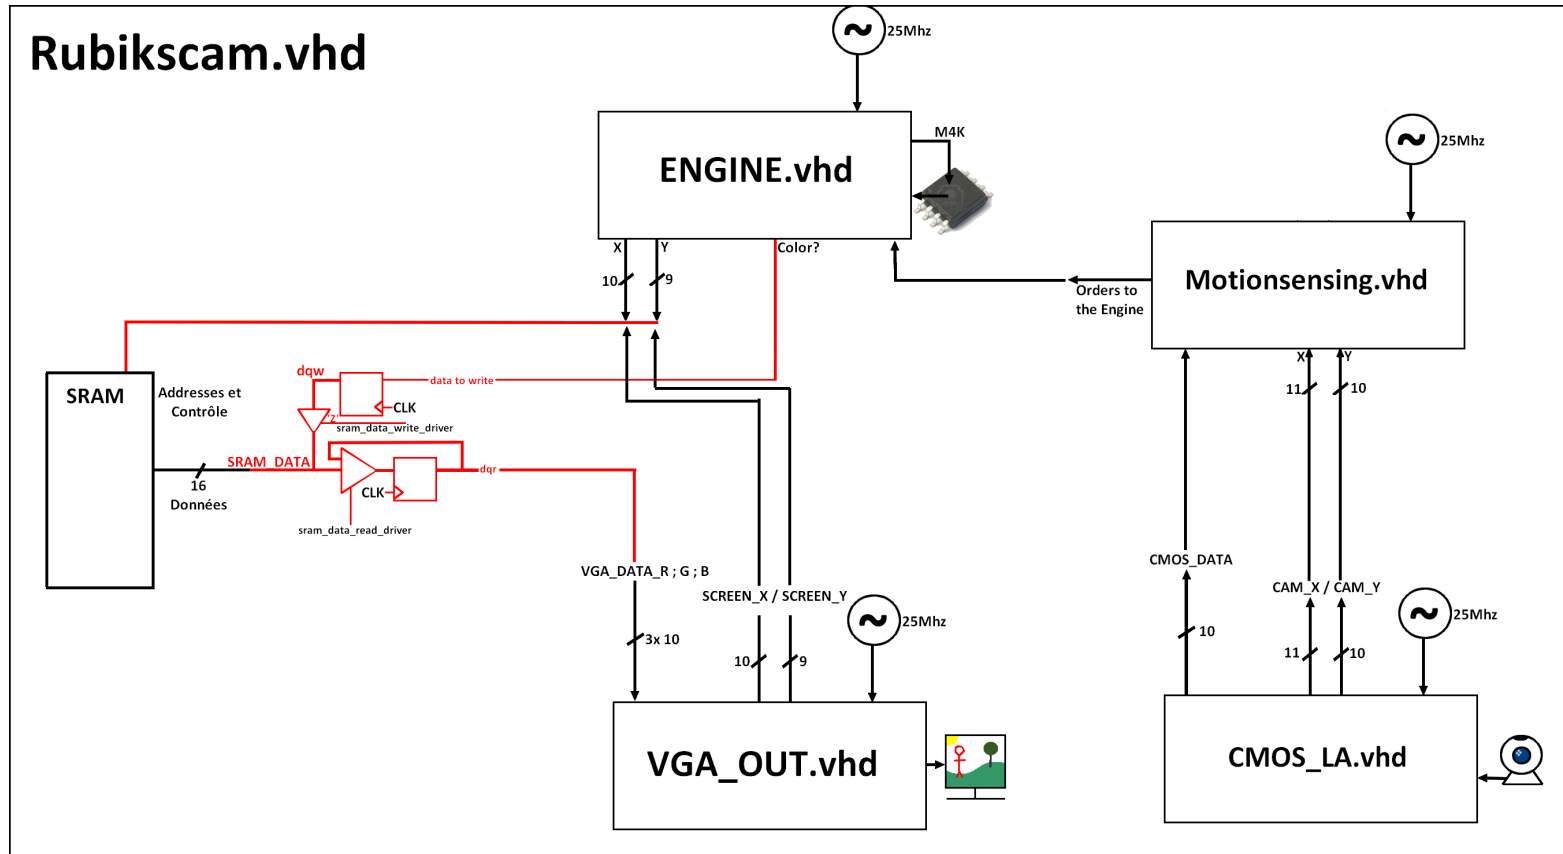 Rubikscam.vhd
25Mhz
ENGINE.vhd
M4K
25Mhz
X
Y
Color?
10
9
Motionsensing.vhd
Orders to
the Engine
X
Y
11
10
SRAM
Addresses et
Contrôle
dqw
data to write
CLK
'Z'
sram_data_write_driver
SRAM_DATA
16
Données
dqr
CLK
sram_data_read_driver
VGA_DATA_R ; G ; B
SCREEN_X / SCREEN_Y
CMOS_DATA
CAM_X / CAM_Y
25Mhz
25Mhz
3x 10
10
9
10
11
10
VGA_OUT.vhd
CMOS_LA.vhd